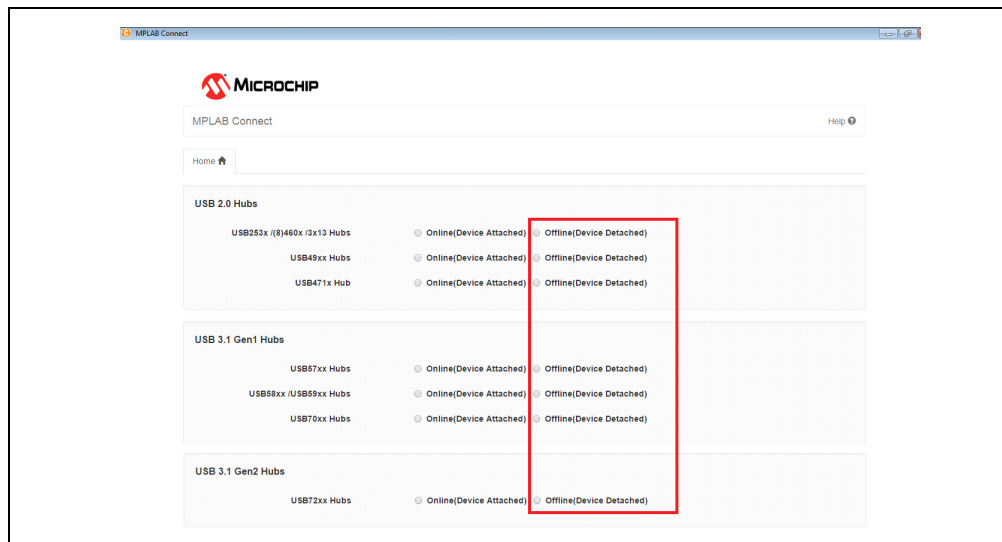 MPLAB Connect
MICROCHIP
MPLAB Connect Help
Home
USB 2.0 Hubs
USB253x /(8)460x /3x13 Hubs Online(Device Attached) Offline(Device Detached)
USB49xx Hubs Online(Device Attached) Offline(Device Detached)
USB471x Hub Online(Device Attached) Offline(Device Detached)
USB 3.1 Gen1 Hubs
USB57xx Hubs Online(Device Attached) Offline(Device Detached)
USB58xx /USB59xx Hubs Online(Device Attached) Offline(Device Detached)
USB70xx Hubs Online(Device Attached) Offline(Device Detached)
USB 3.1 Gen2 Hubs
USB72xx Hubs Online(Device Attached) Offline(Device Detached)